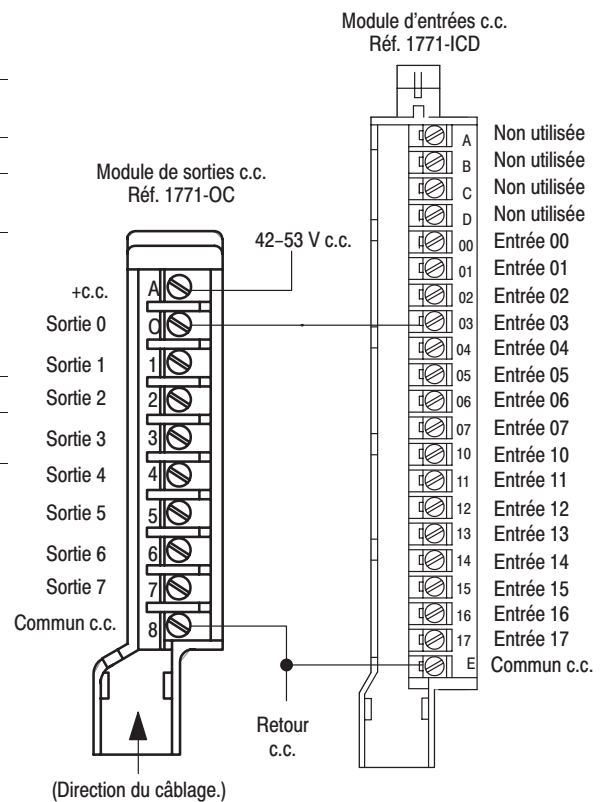 Module d'entrées c.c.
Réf. 1771-ICD
Module de sorties c.c.
Réf. 1771-OC
42–53 V c.c.
+c.c.
A
Sortie 0
O
Sortie 1
1
Sortie 2
2
Sortie 3
3
Sortie 4
4
Sortie 5
5
Sortie 6
6
Sortie 7
7
Commun c.c.
8
Retour
c.c.
(Direction du câblage.)
A Non utilisée
B Non utilisée
C Non utilisée
D Non utilisée
00 Entrée 00
01 Entrée 01
02 Entrée 02
03 Entrée 03
04 Entrée 04
05 Entrée 05
06 Entrée 06
07 Entrée 07
10 Entrée 10
11 Entrée 11
12 Entrée 12
13 Entrée 13
14 Entrée 14
15 Entrée 15
16 Entrée 16
17 Entrée 17
E Commun c.c.